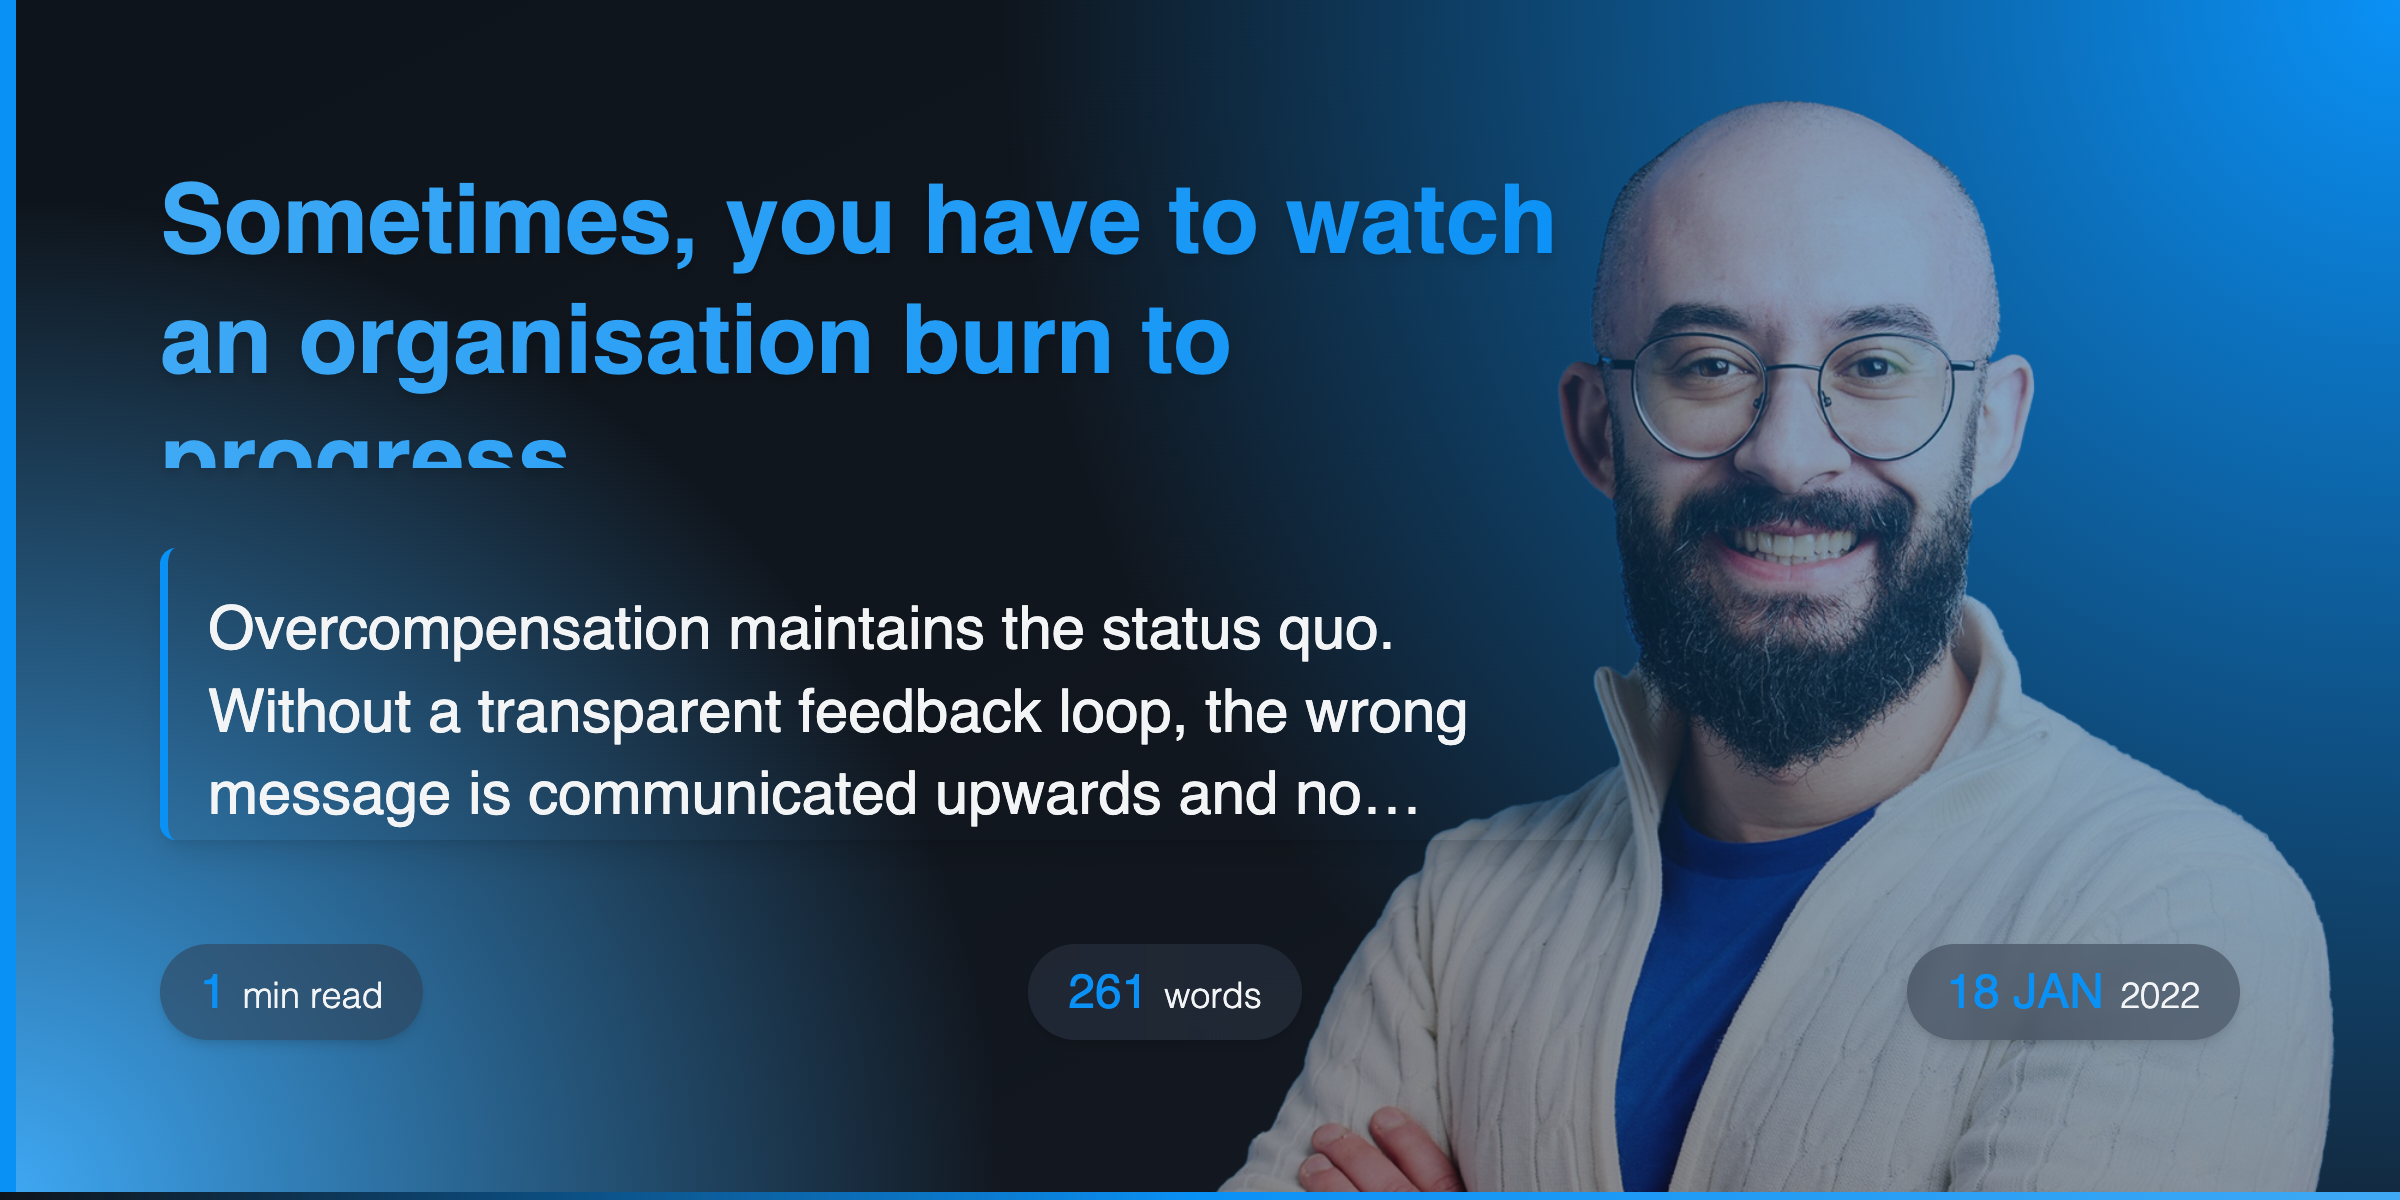 Sometimes, you have to watch
an organisation burn to
progress
Overcompensation maintains the status quo.
Without a transparent feedback loop, the wrong
message is communicated upwards and no…
1 min read
261 words
18 JAN 2022